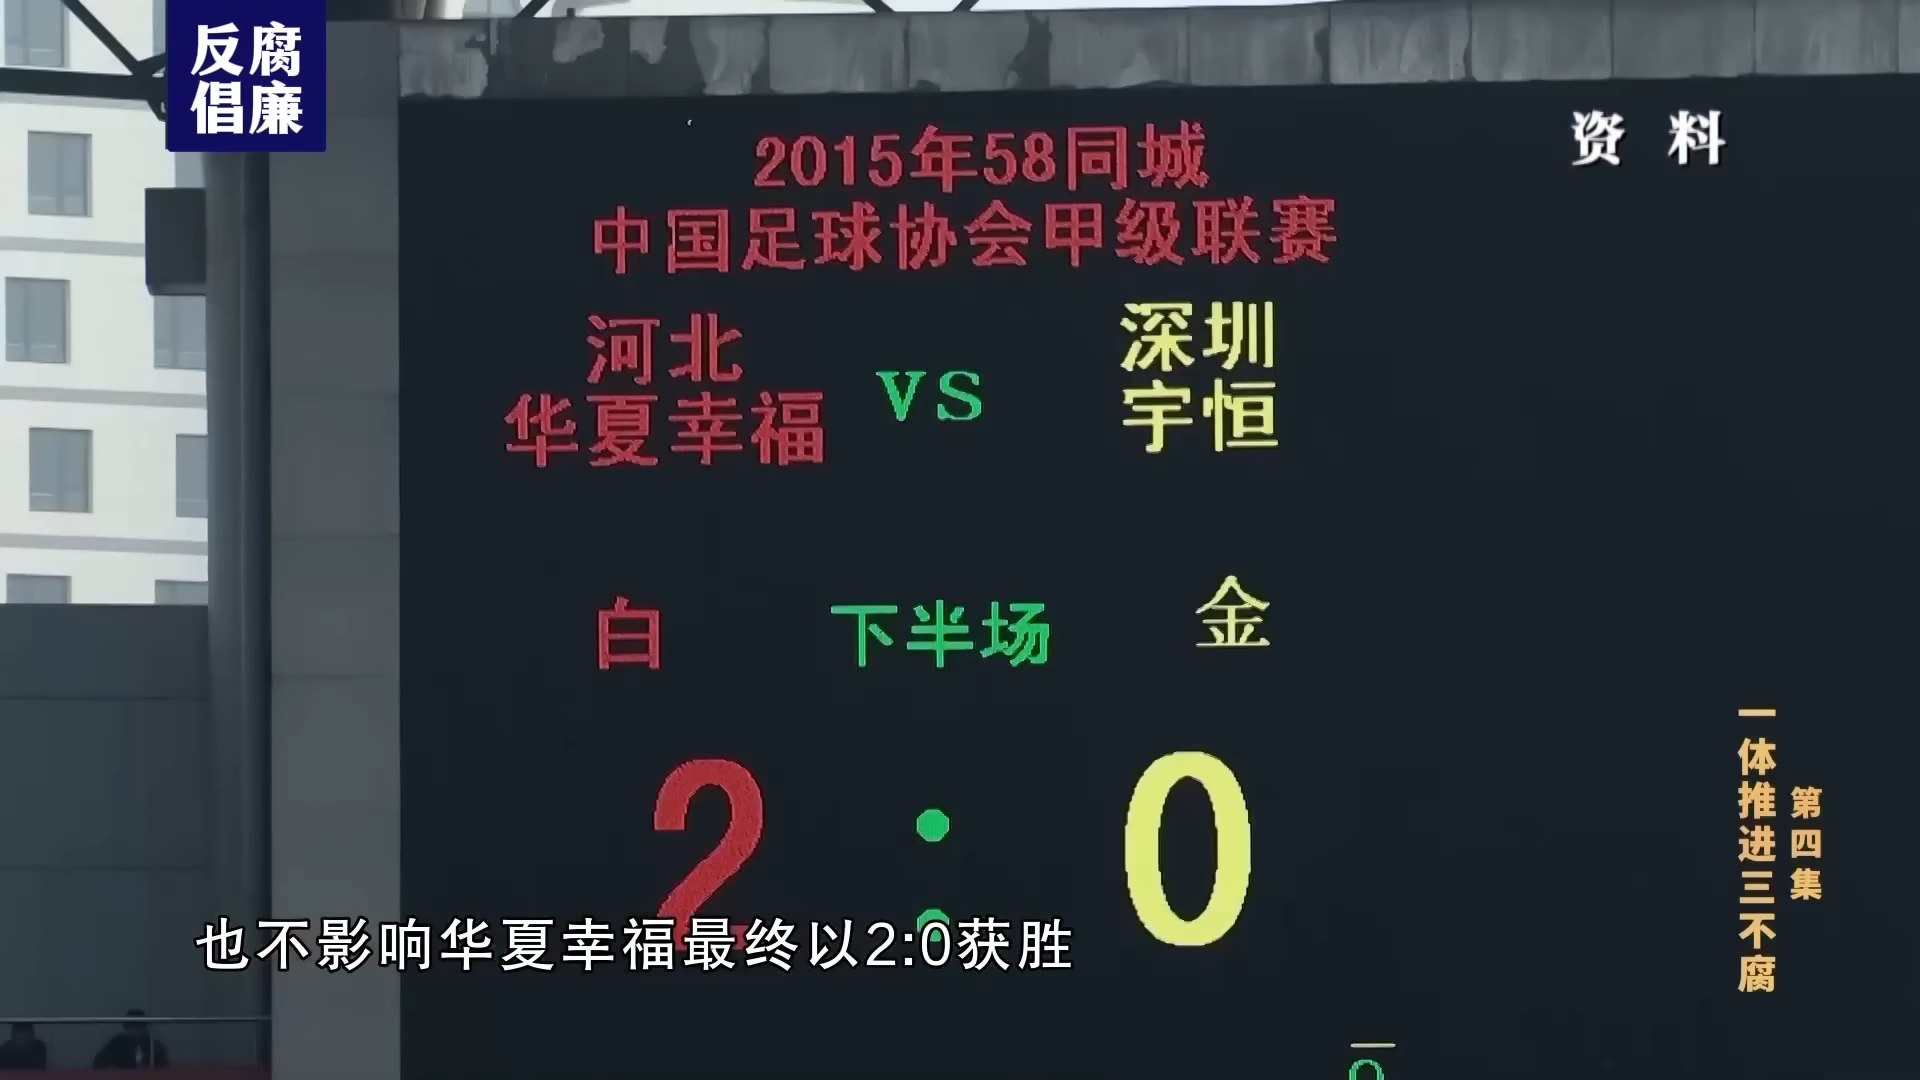 反腐
倡廉
资 料
2015年58同城
中国足球协会甲级联赛
河北
华夏幸福
VS
深圳
宇恒
白
下半场
金
2 : 0
一体推进三不腐
第四集
也不影响华夏幸福最终以2:0获胜